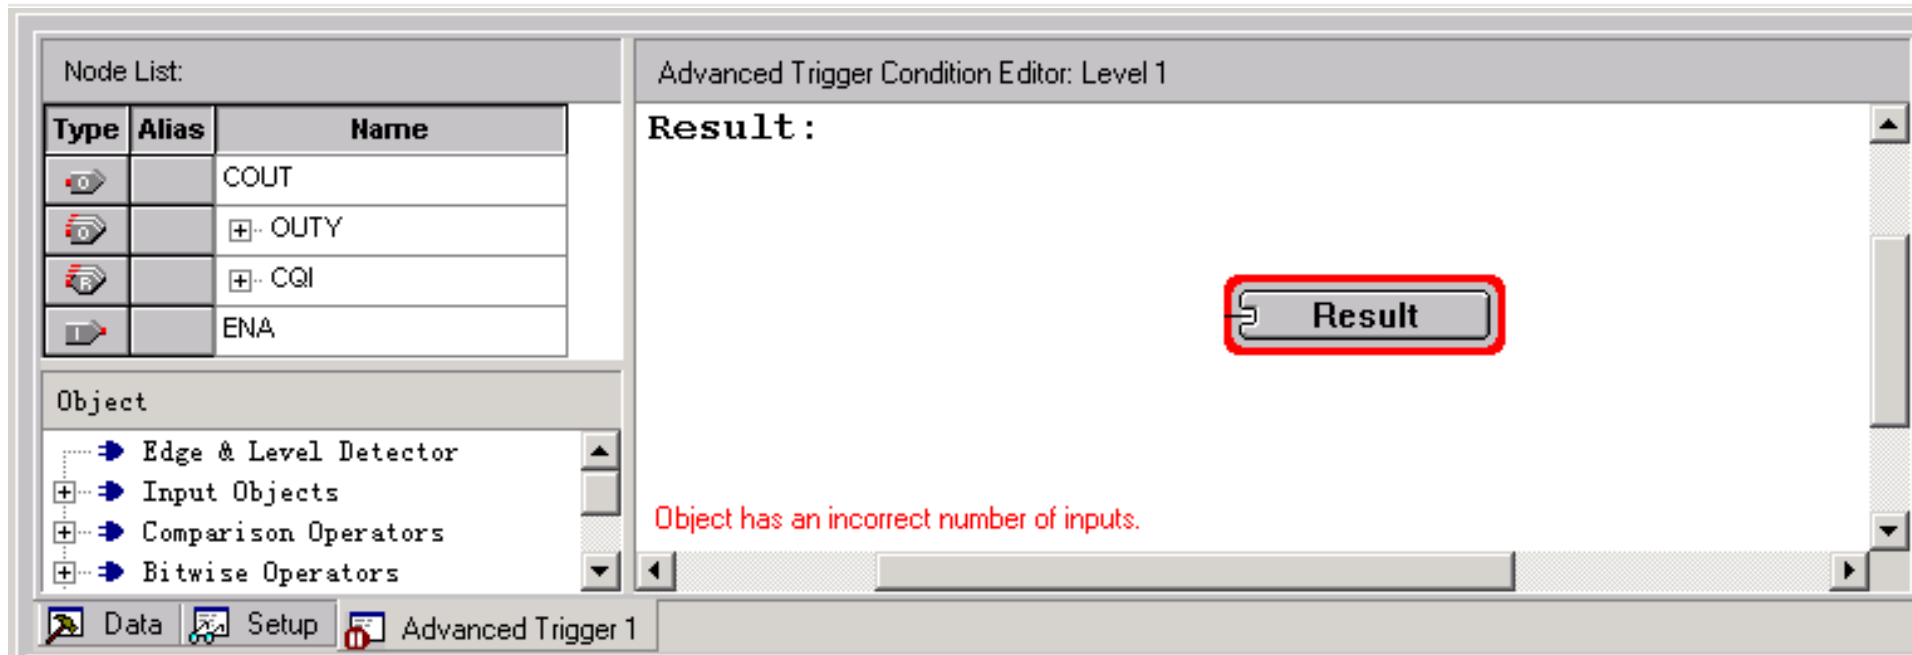 Node List:
Type Alias Name
COUT
OUTY
CQI
ENA
Object
Edge & Level Detector
Input Objects
Comparison Operators
Bitwise Operators
Advanced Trigger Condition Editor: Level 1
Result:
Result
Object has an incorrect number of inputs.
Data Setup Advanced Trigger 1